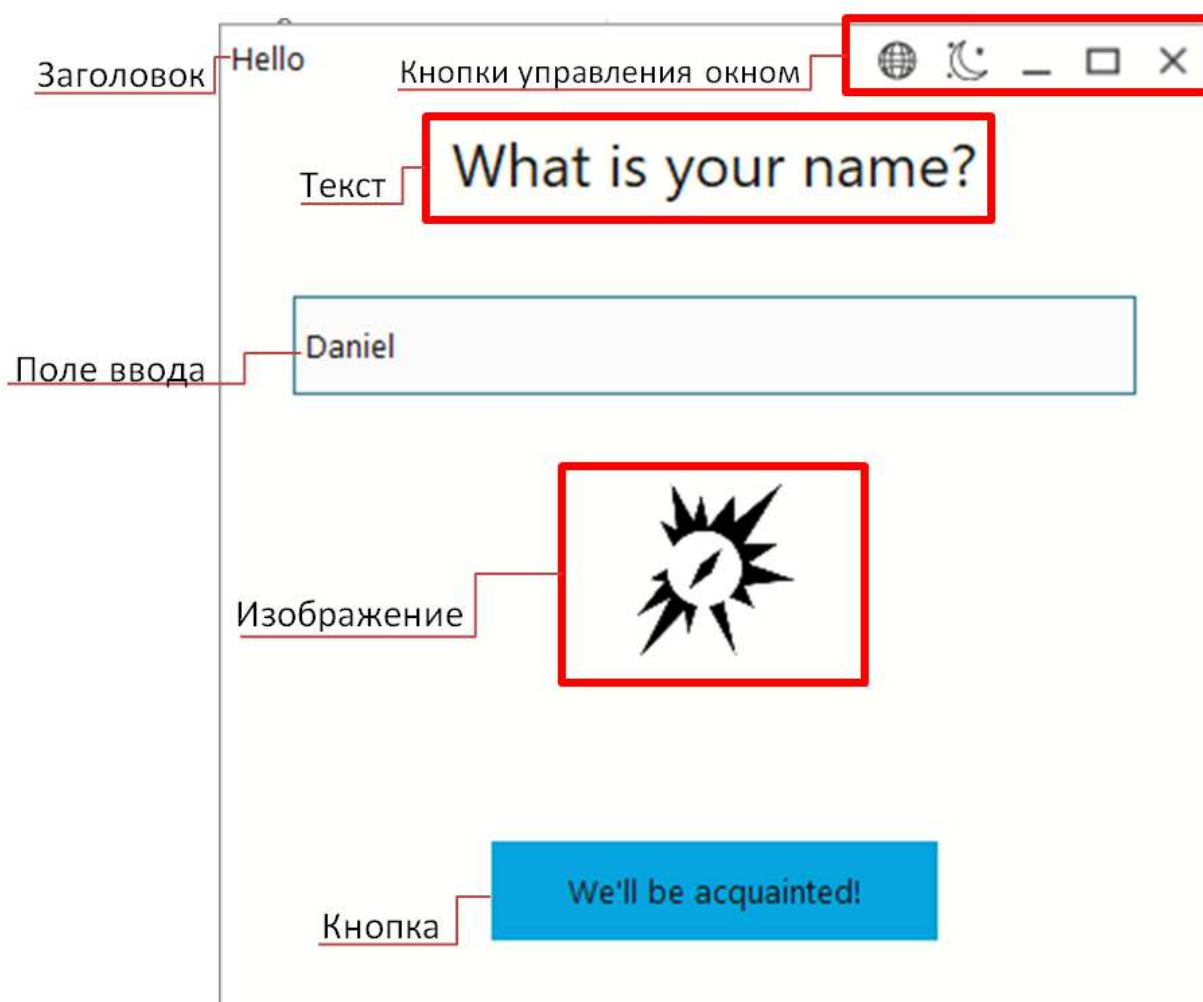 Hello
Заголовок
Кнопки управления окном
What is your name?
Текст
Daniel
Поле ввода
Изображение
We'll be acquainted!
Кнопка